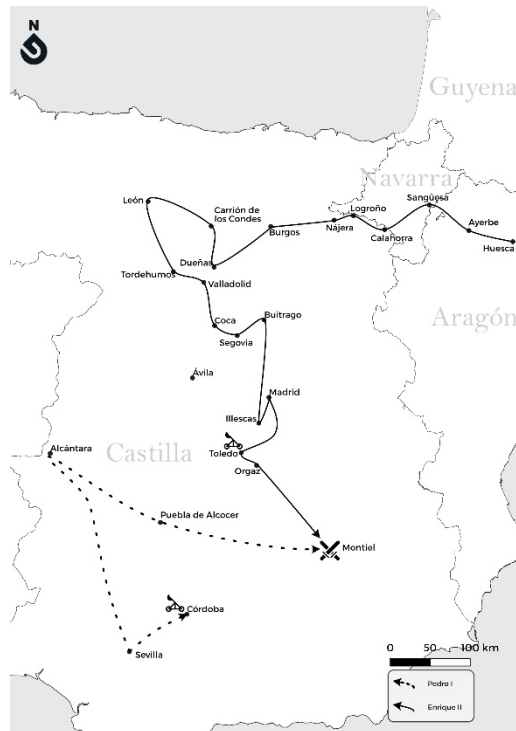 N
Guyena
Navarra
León
Carrión de
los Condes
Logroño
Sangüesa
Nájera
Burgos
Calahorra
Ayerbe
Huesca
Dueñas
Tordehumos
Valladolid
Aragón
Coca
Buitrago
Segovia
Ávila
Madrid
Illescas
Alcántara
Castilla
Toledo
Orgaz
Puebla de Alcocer
Montiel
Córdoba
Sevilla
0 50 100 km
Pedro I
Enrique II